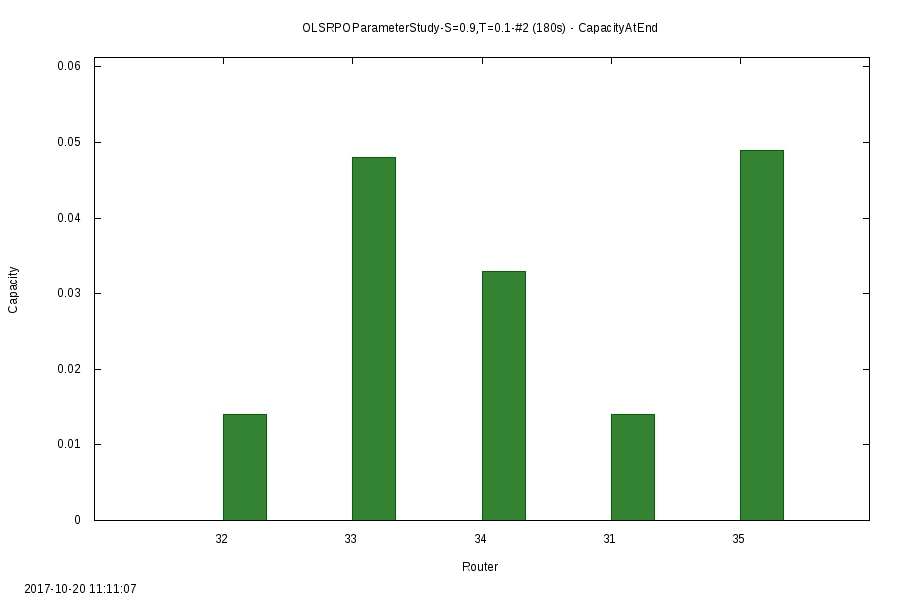 OLSRPOParameterStudy-S=0.9,T=0.1-#2 (180s) - CapacityAtEnd
0.06
0.05
0.04
0.03
0.02
0.01
0
Capacity
32 33 34 31 35
Router
2017-10-20 11:11:07